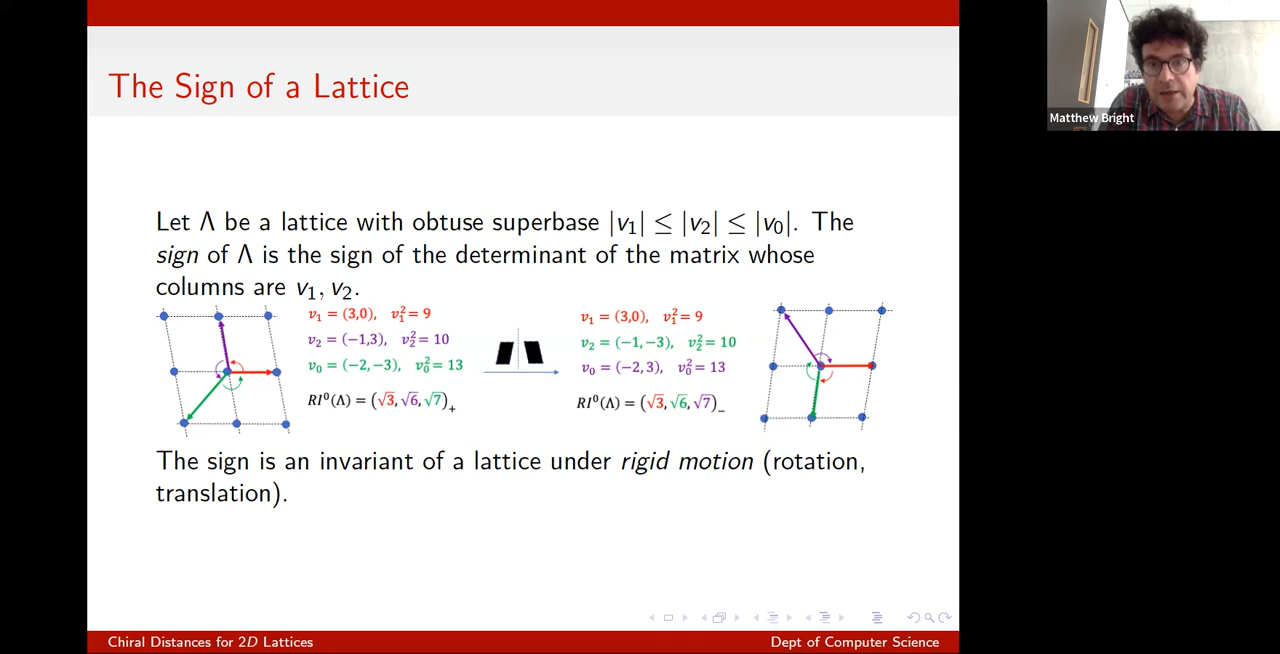 The Sign of a Lattice
Matthew Bright
Let Λ be a lattice with obtuse superbase |v₁| ≤ |v₂| ≤ |v₀|. The
sign of Λ is the sign of the determinant of the matrix whose
columns are v₁, v₂.
v₁ = (3,0), v₁² = 9
v₂ = (−1,3), v₂² = 10
v₀ = (−2,−3), v₀² = 13
RI⁰(Λ) = (√3,√6,√7)₊
v₁ = (3,0), v₁² = 9
v₂ = (−1,−3), v₂² = 10
v₀ = (−2,3), v₀² = 13
RI⁰(Λ) = (√3,√6,√7)₋
The sign is an invariant of a lattice under rigid motion (rotation,
translation).
Chiral Distances for 2D Lattices
Dept of Computer Science